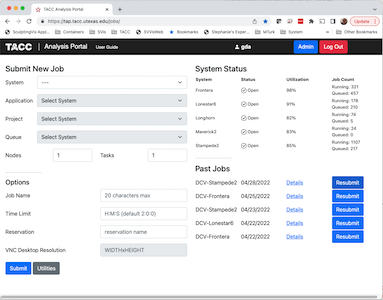 TACC Analysis Portal
https://tap.tacc.utexas.edu/jobs/
Update
SculptingVis Apps
Containers
SVis
TACC
SVVisWeb
Bookmarks
Stephanie's Exper...
MTurk
System
Other Bookmarks
TACC | Analysis Portal User Guide gda Admin Log Out
Submit New Job
System ---
Application Select System
Project Select System
Queue Select System
Nodes 1 Tasks 1
Options
Job Name 20 characters max
Time Limit H:M:S (default 2:0:0)
Reservation reservation name
VNC Desktop Resolution WIDTHxHEIGHT
Submit Utilities
System Status
System Status Utilization Job Count
Frontera Open 98% Running: 321
Queued: 457
Lonestar6 Open 91% Running: 178
Queued: 210
Longhorn Open 82% Running: 74
Queued: 5
Maverick2 Open 83% Running: 24
Queued: 0
Stampede2 Open 85% Running: 1107
Queued: 217
Past Jobs
DCV-Stampede2 04/28/2022 Details Resubmit
DCV-Frontera 04/25/2022 Details Resubmit
DCV-Stampede2 04/23/2022 Details Resubmit
DCV-Lonestar6 04/22/2022 Details Resubmit
DCV-Frontera 04/22/2022 Details Resubmit